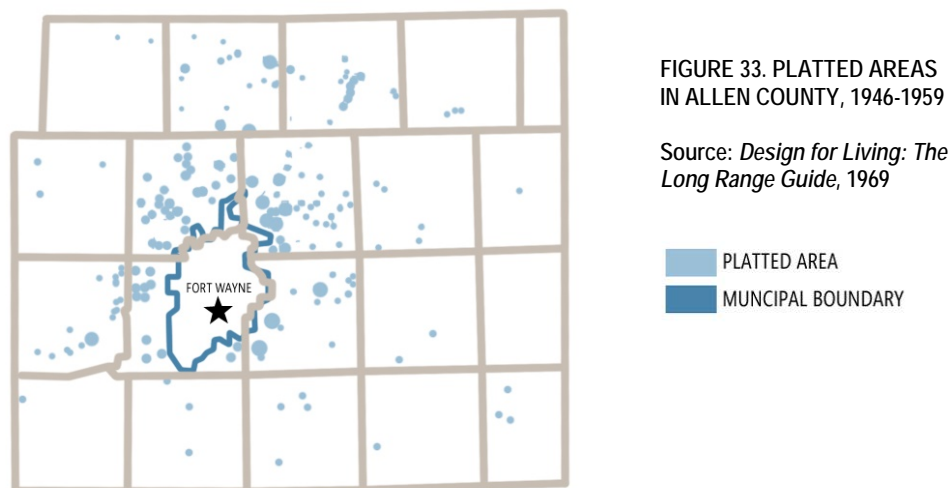 FIGURE 33. PLATTED AREAS
IN ALLEN COUNTY, 1946-1959
Source: Design for Living: The
Long Range Guide, 1969
PLATTED AREA
MUNCIPAL BOUNDARY
FORT WAYNE